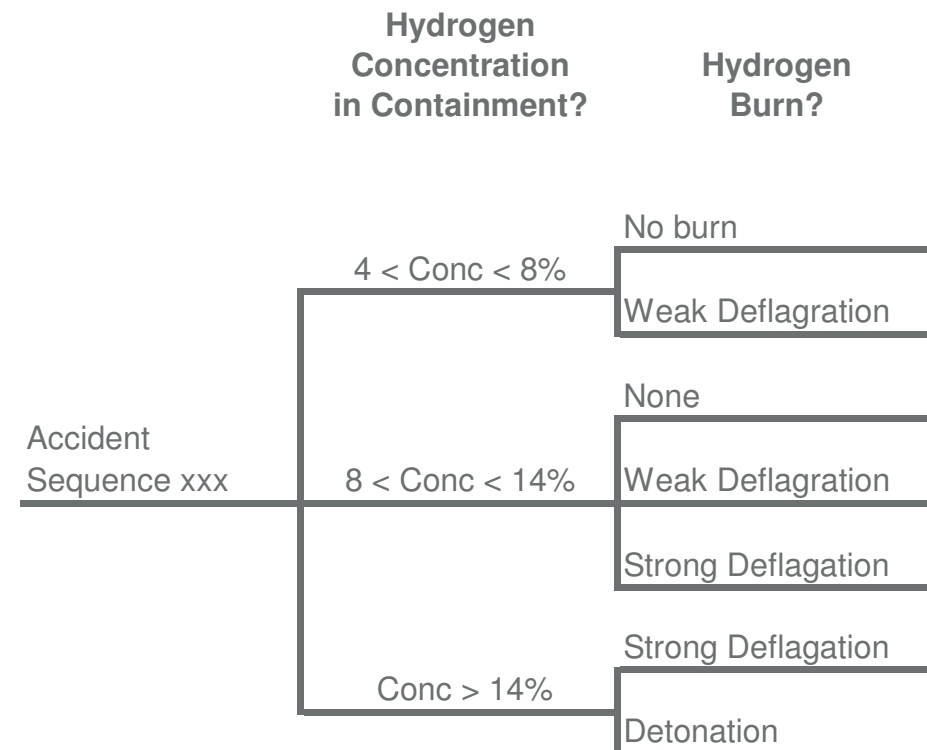 Hydrogen
Concentration
in Containment?
Hydrogen
Burn?
No burn
4 < Conc < 8%
Weak Deflagration
None
Accident
Sequence xxx
8 < Conc < 14%
Weak Deflagration
Strong Deflagation
Strong Deflagation
Conc > 14%
Detonation